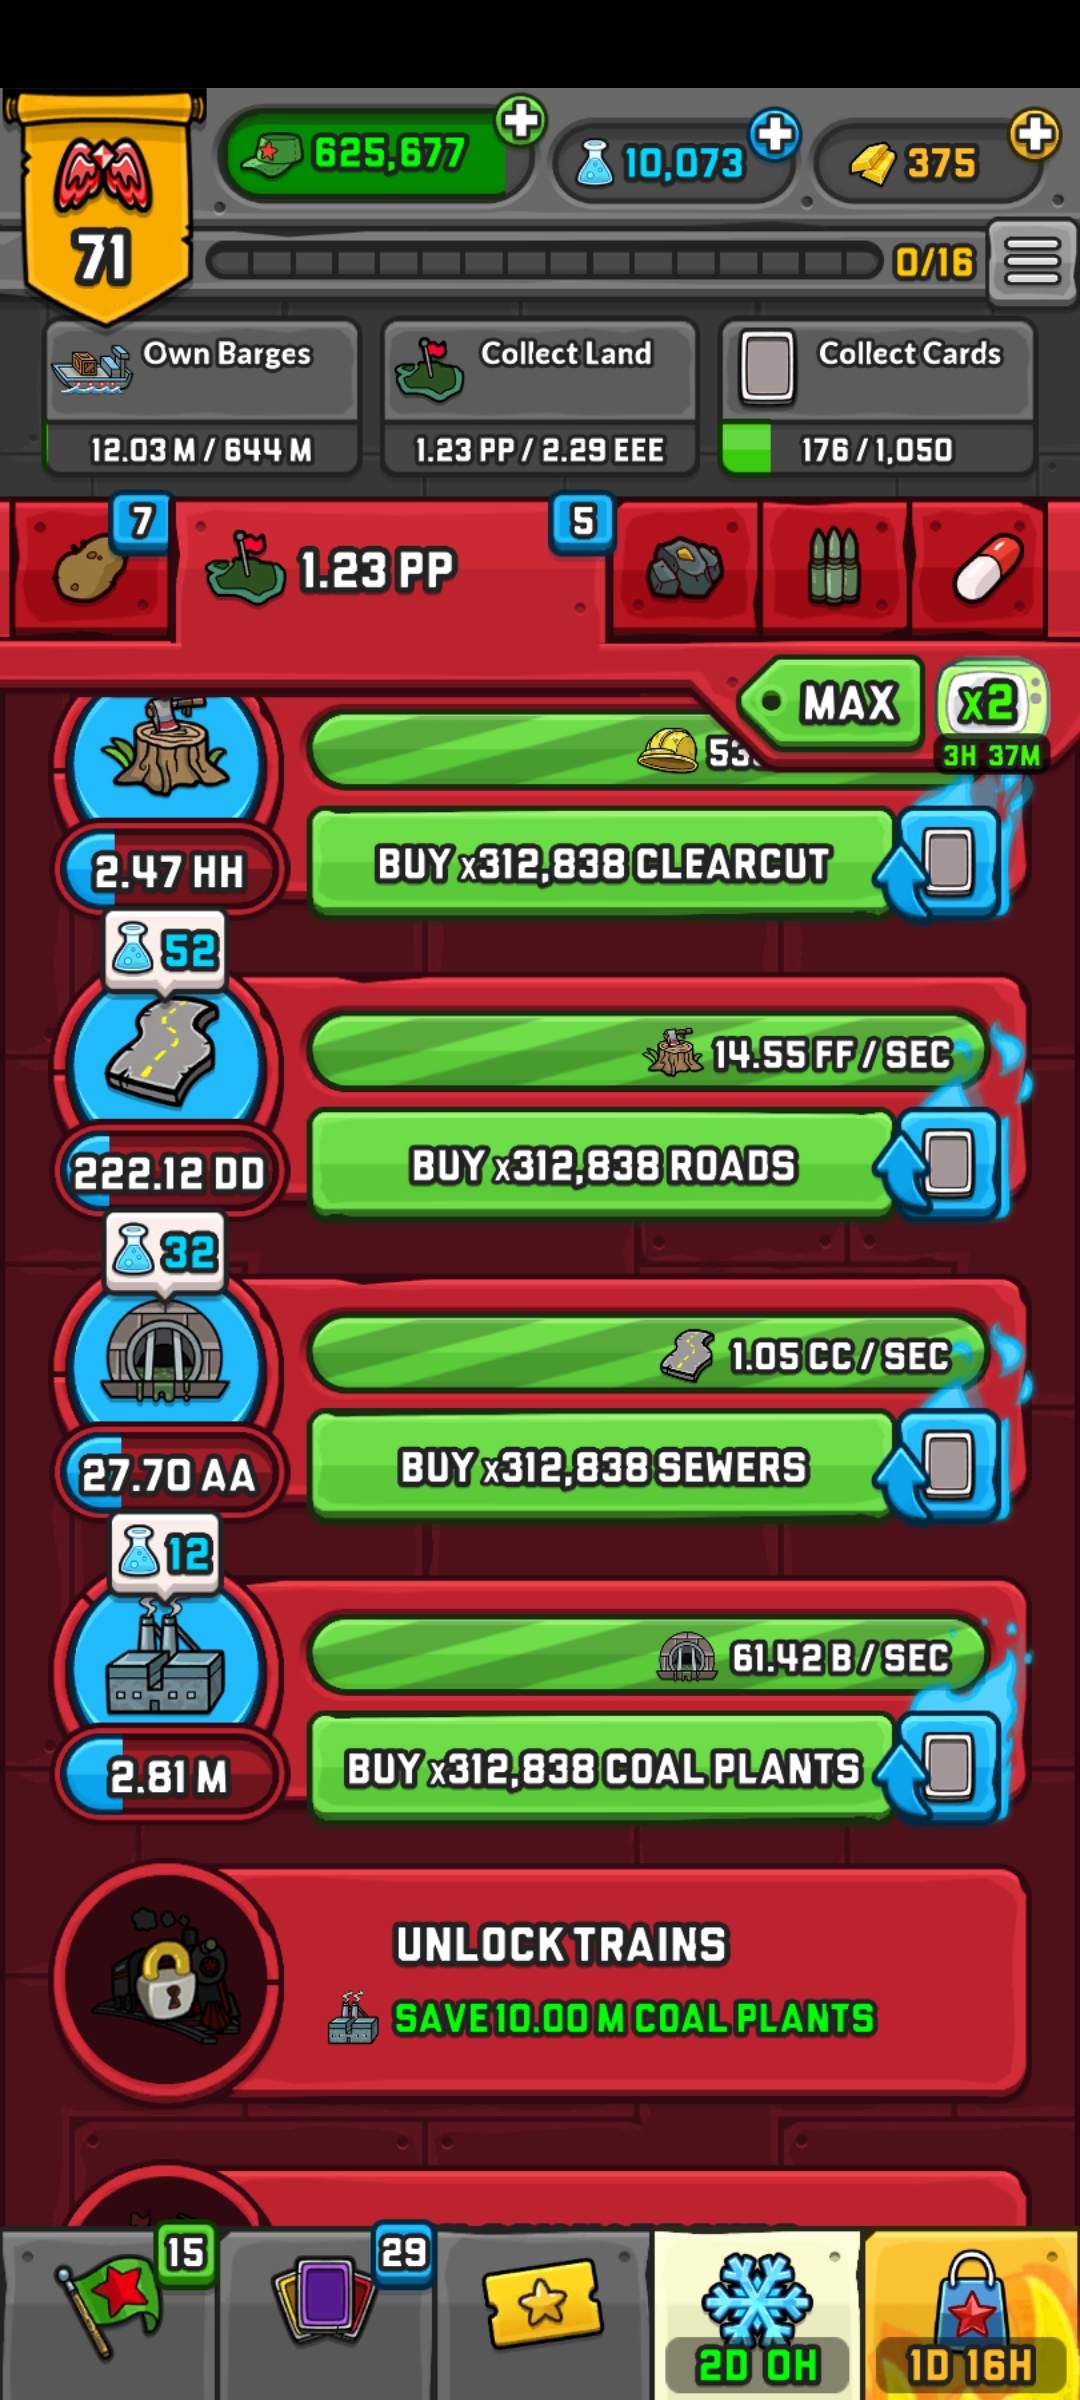 625,677
10,073
375
71
0/16
Own Barges
12.03 M / 644 M
Collect Land
1.23 PP / 2.29 EEE
Collect Cards
176 / 1,050
7
1.23 PP
5
MAX
x2
3H 37M
2.47 HH
BUY x312,838 CLEARCUT
52
14.55 FF / SEC
222.12 DD
BUY x312,838 ROADS
32
1.05 CC / SEC
27.70 AA
BUY x312,838 SEWERS
12
61.42 B / SEC
2.81 M
BUY x312,838 COAL PLANTS
UNLOCK TRAINS
SAVE 10.00 M COAL PLANTS
15
29
2D 0H
1D 16H